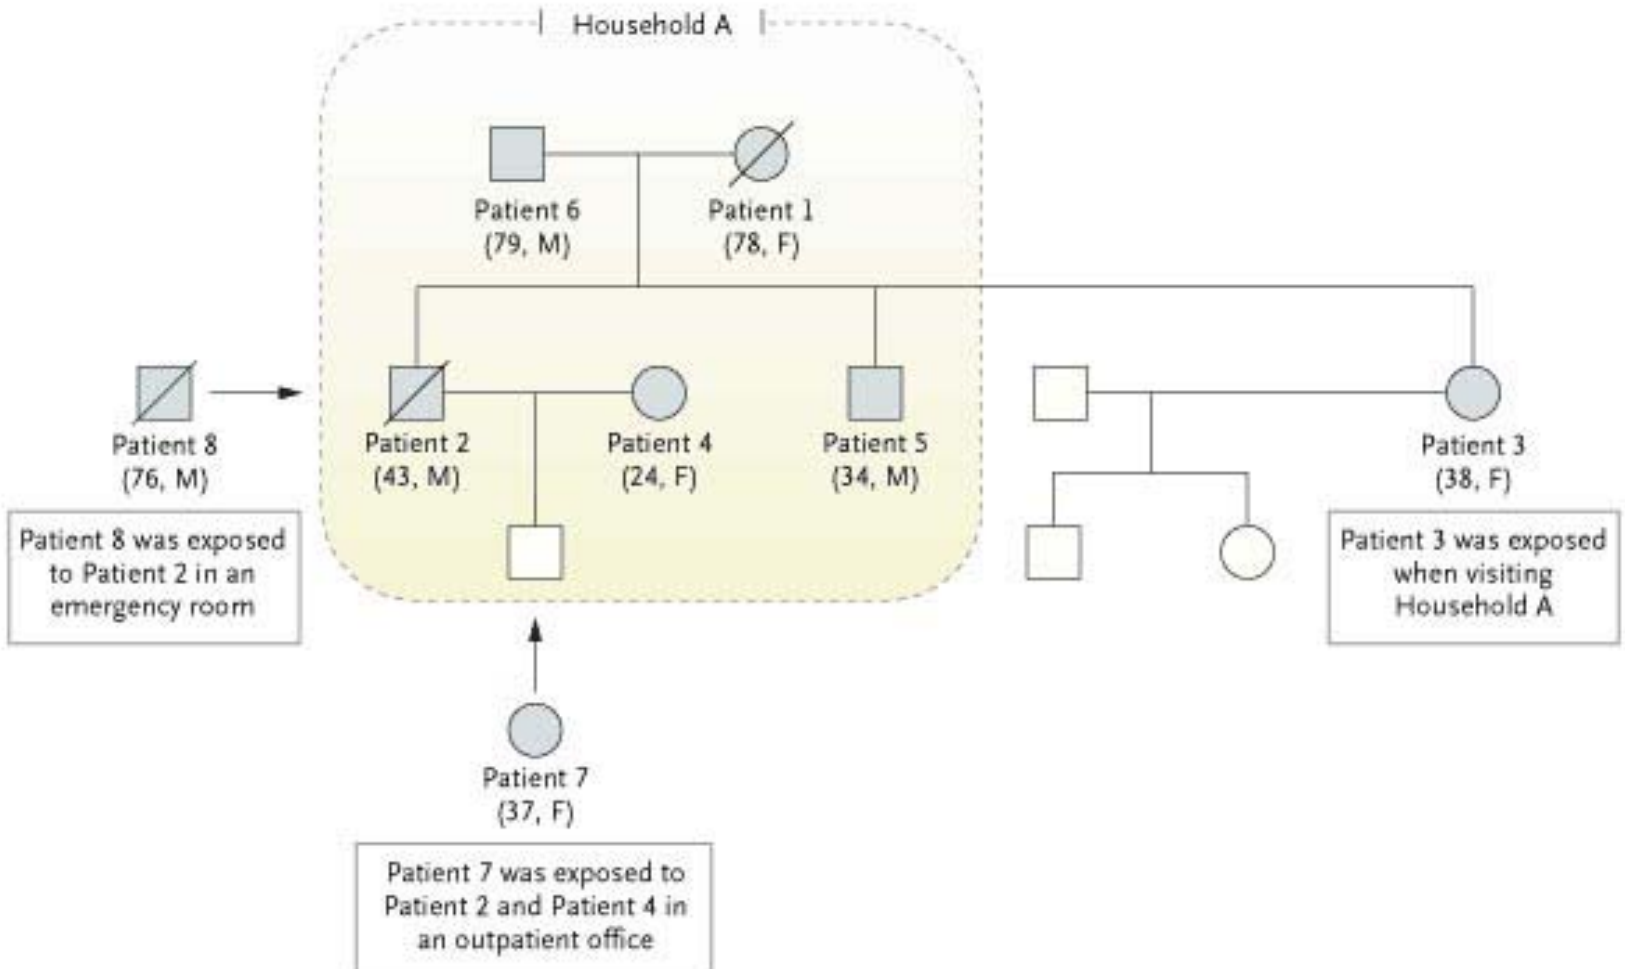 Household A
Patient 6
(79, M)
Patient 1
(78, F)
Patient 8
(76, M)
Patient 2
(43, M)
Patient 4
(24, F)
Patient 5
(34, M)
Patient 3
(38, F)
Patient 8 was exposed
to Patient 2 in an
emergency room
Patient 3 was exposed
when visiting
Household A
Patient 7
(37, F)
Patient 7 was exposed to
Patient 2 and Patient 4 in
an outpatient office